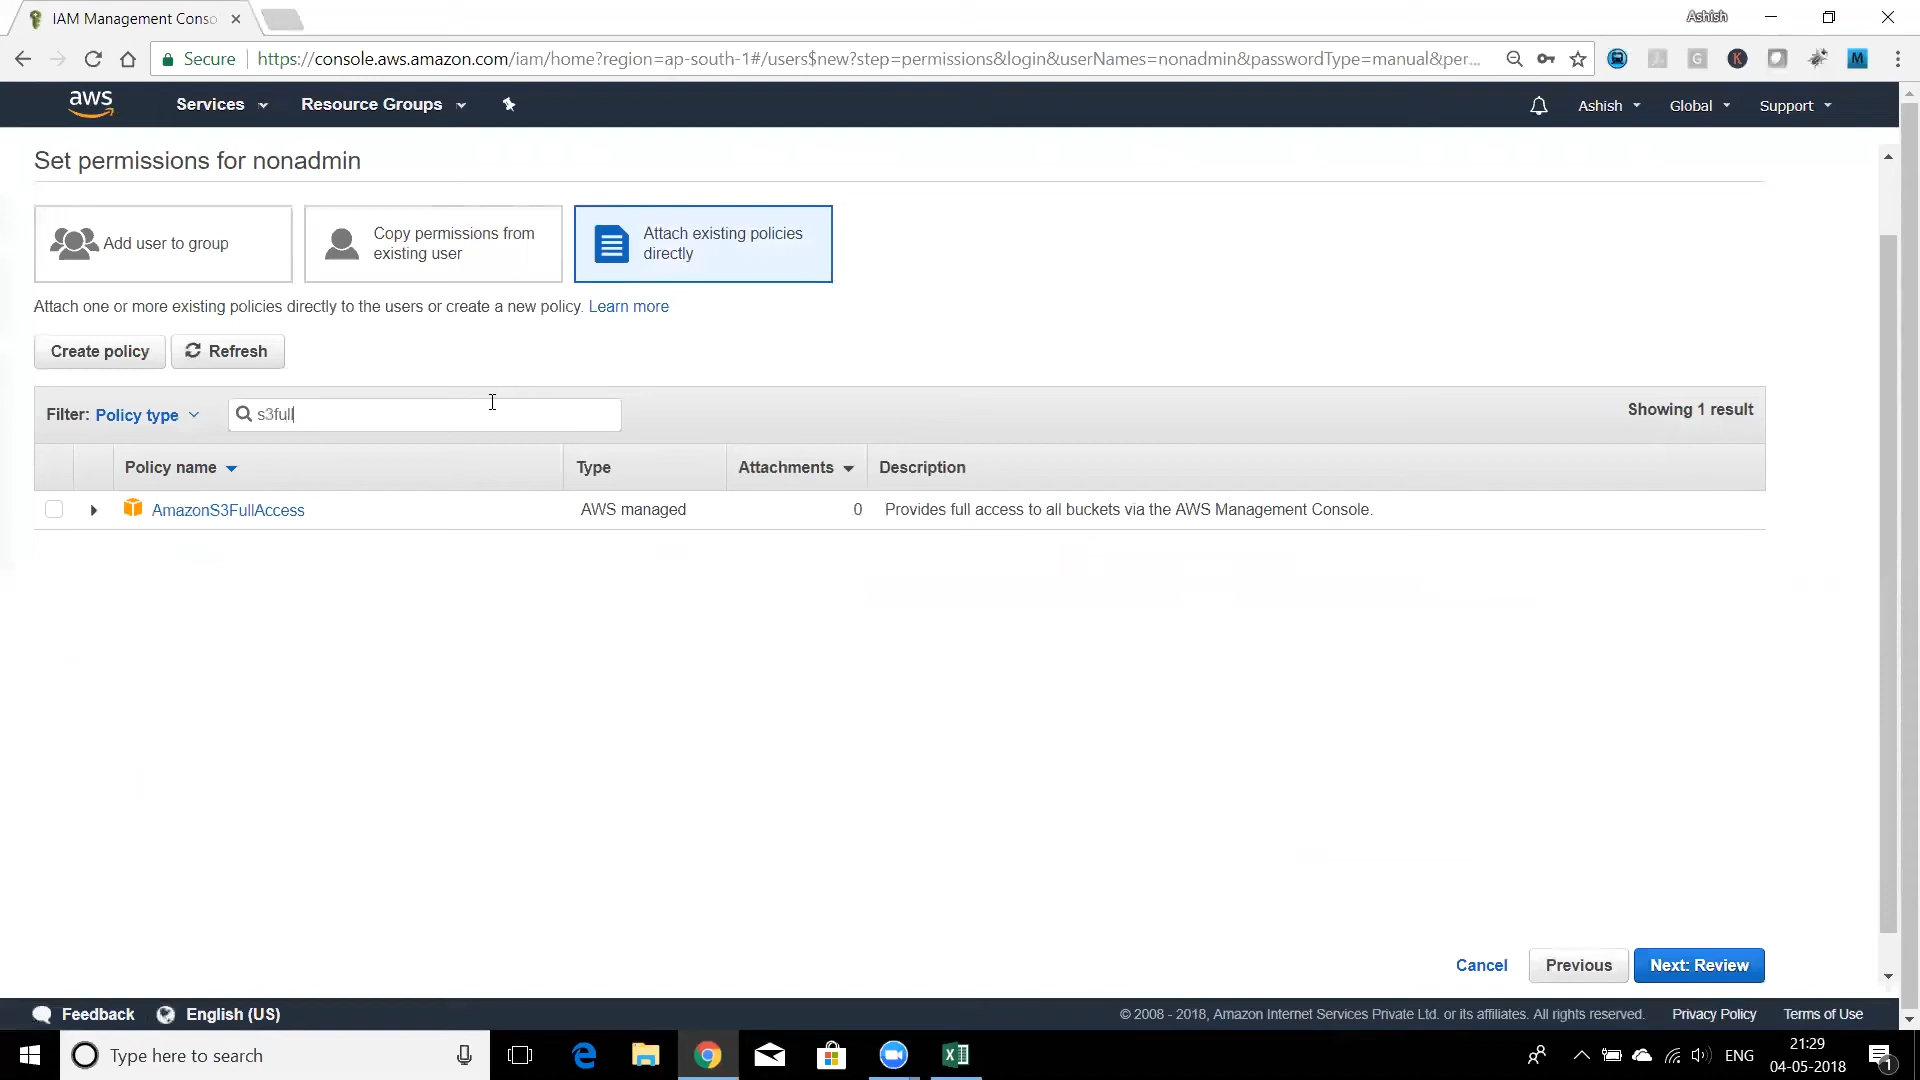 IAM Management Conso
Ashish
Secure
https://console.aws.amazon.com/iam/home?region=ap-south-1#/users$new?step=permissions&login&userNames=nonadmin&passwordType=manual&per...
G
K
M
aws
Services
Resource Groups
Ashish
Global
Support
Set permissions for nonadmin
Add user to group
Copy permissions from
existing user
Attach existing policies
directly
Attach one or more existing policies directly to the users or create a new policy. Learn more
Create policy
Refresh
Filter: Policy type
s3full
Showing 1 result
Policy name
Type
Attachments
Description
AmazonS3FullAccess
AWS managed
0
Provides full access to all buckets via the AWS Management Console.
Cancel
Previous
Next: Review
Feedback
English (US)
© 2008 - 2018, Amazon Internet Services Private Ltd. or its affiliates. All rights reserved.
Privacy Policy
Terms of Use
Type here to search
ENG
21:29
04-05-2018
1